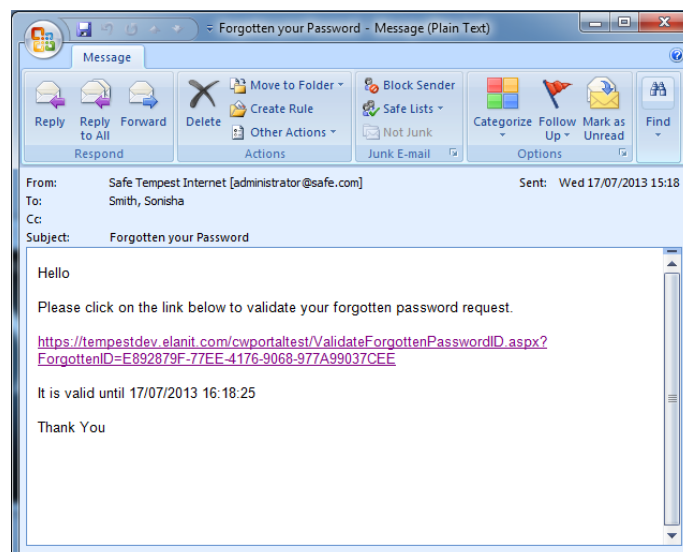 Forgotten your Password - Message (Plain Text)
Message
Reply
Reply to All
Forward
Delete
Move to Folder
Create Rule
Other Actions
Block Sender
Safe Lists
Not Junk
Categorize
Follow Up
Mark as Unread
Find
Respond
Actions
Junk E-mail
Options
From: Safe Tempest Internet [administrator@safe.com] Sent: Wed 17/07/2013 15:18
To: Smith, Sonisha
Cc:
Subject: Forgotten your Password
Hello
Please click on the link below to validate your forgotten password request.
https://tempestdev.elanit.com/cwportaltest/ValidateForgottenPasswordID.aspx?
ForgottenID=E892879F-77EE-4176-9068-977A99037CEE
It is valid until 17/07/2013 16:18:25
Thank You